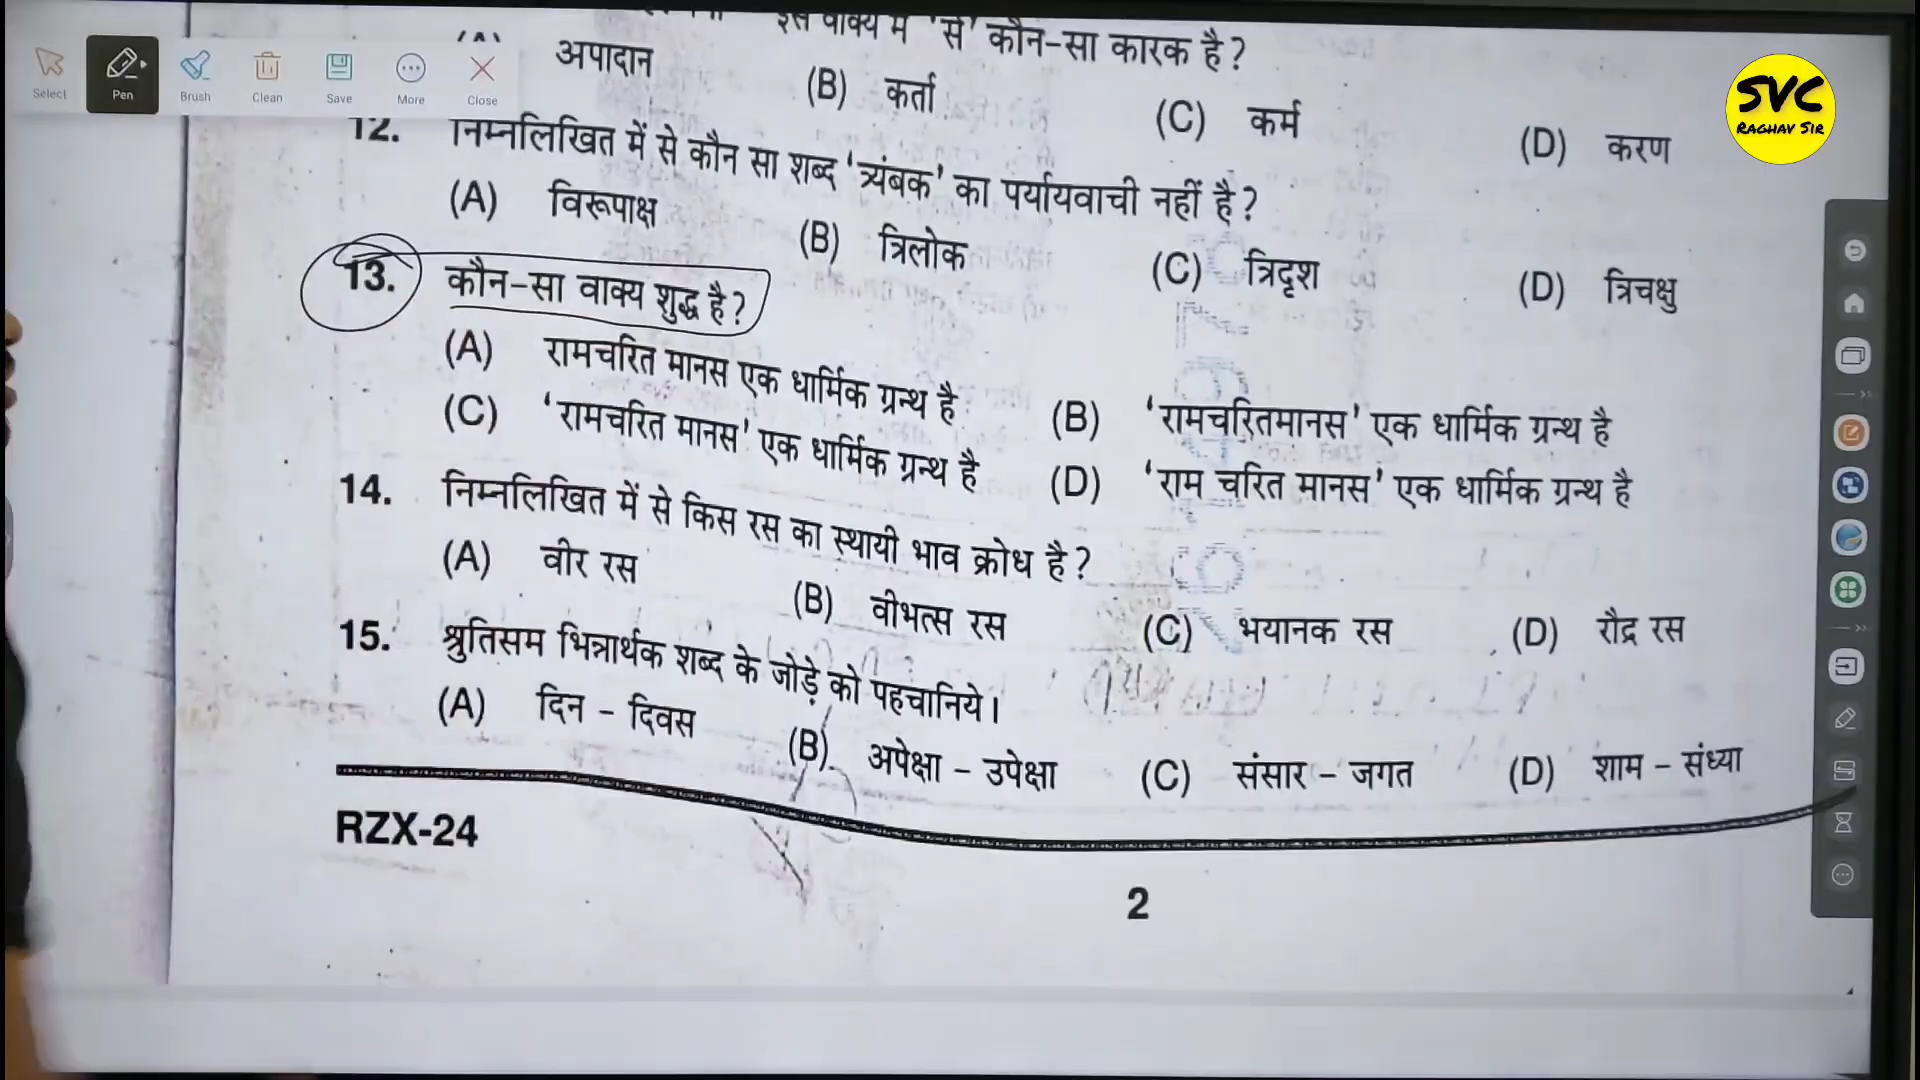 इस वाक्य में 'से' कौन-सा कारक है?
अपादान (B) कर्ता (C) कर्म (D) करण
Select Pen Brush Clean Save More Close
SVC
RAGHAV SIR
12. निम्नलिखित में से कौन सा शब्द 'त्र्यंबक' का पर्यायवाची नहीं है?
(A) विरूपाक्ष (B) त्रिलोक (C) त्रिदृश (D) त्रिचक्षु
13. कौन-सा वाक्य शुद्ध है?
(A) रामचरित मानस एक धार्मिक ग्रन्थ है (B) 'रामचरितमानस' एक धार्मिक ग्रन्थ है
(C) 'रामचरित मानस' एक धार्मिक ग्रन्थ है (D) 'राम चरित मानस' एक धार्मिक ग्रन्थ है
14. निम्नलिखित में से किस रस का स्थायी भाव क्रोध है?
(A) वीर रस (B) वीभत्स रस (C) भयानक रस (D) रौद्र रस
15. श्रुतिसम भिन्नार्थक शब्द के जोड़े को पहचानिये।
(A) दिन – दिवस (B) अपेक्षा – उपेक्षा (C) संसार – जगत (D) शाम – संध्या
RZX-24
2